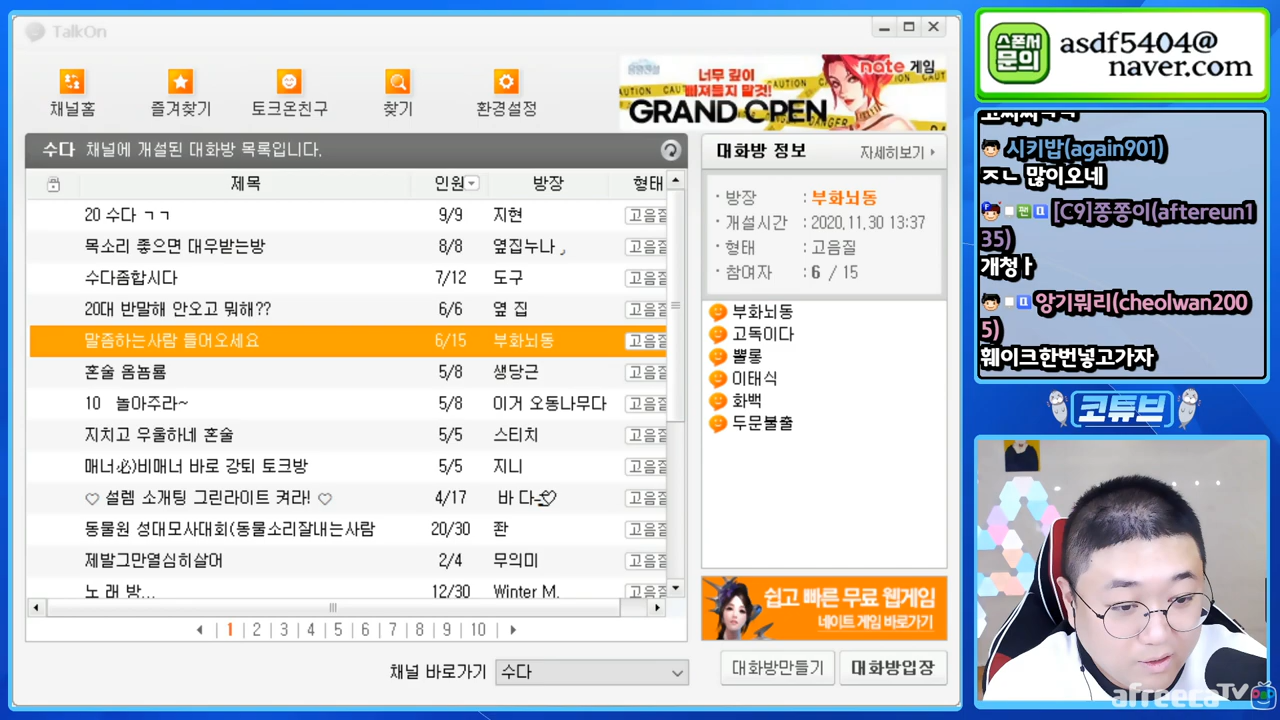 TalkOn
채널홈
즐겨찾기
토크온친구
찾기
환경설정
너무 깊이
빠져들지 말것!
nate 게임
CAUTION
GRAND OPEN
수다 채널에 개설된 대화방 목록입니다.
제목 인원 방장 형태
20 수다 ㄱㄱ 9/9 지현 고음질
목소리 좋으면 대우받는방 8/8 옆집누나 고음질
수다좀합시다 7/12 도구 고음질
20대 반말해 안오고 뭐해?? 6/6 옆 집 고음질
말좀하는사람 들어오세요 6/15 부화뇌동 고음질
혼술 옴뇸룜 5/8 생당근 고음질
10 놀아주라~ 5/8 이거 오동나무다 고음질
지치고 우울하네 혼술 5/5 스티치 고음질
매너必)비매너 바로 강퇴 토크방 5/5 지니 고음질
♡ 설렘 소개팅 그린라이트 켜라! ♡ 4/17 바 다 고음질
동물원 성대모사대회(동물소리잘내는사람 20/30 좐 고음질
제발그만열심히살어 2/4 무의미 고음질
노 래 방... 12/30 Winter M. 고음질
1 | 2 | 3 | 4 | 5 | 6 | 7 | 8 | 9 | 10
채널 바로가기 수다
대화방 정보 자세히보기
· 방장 : 부화뇌동
· 개설시간 : 2020.11.30 13:37
· 형태 : 고음질
· 참여자 : 6 / 15
부화뇌동
고독이다
뽈롱
이태식
화백
두문불출
쉽고 빠른 무료 웹게임
네이트 게임 바로가기
대화방만들기 대화방입장
스폰서
문의
asdf5404@
naver.com
시키밥(again901)
ㅈㄴ 많이오네
팬 [C9]쫑쫑이(aftereun1
35)
개청ㅏ
앙기뭐리(cheolwan200
5)
훼이크한번넣고가자
코튜브
afreecaTV